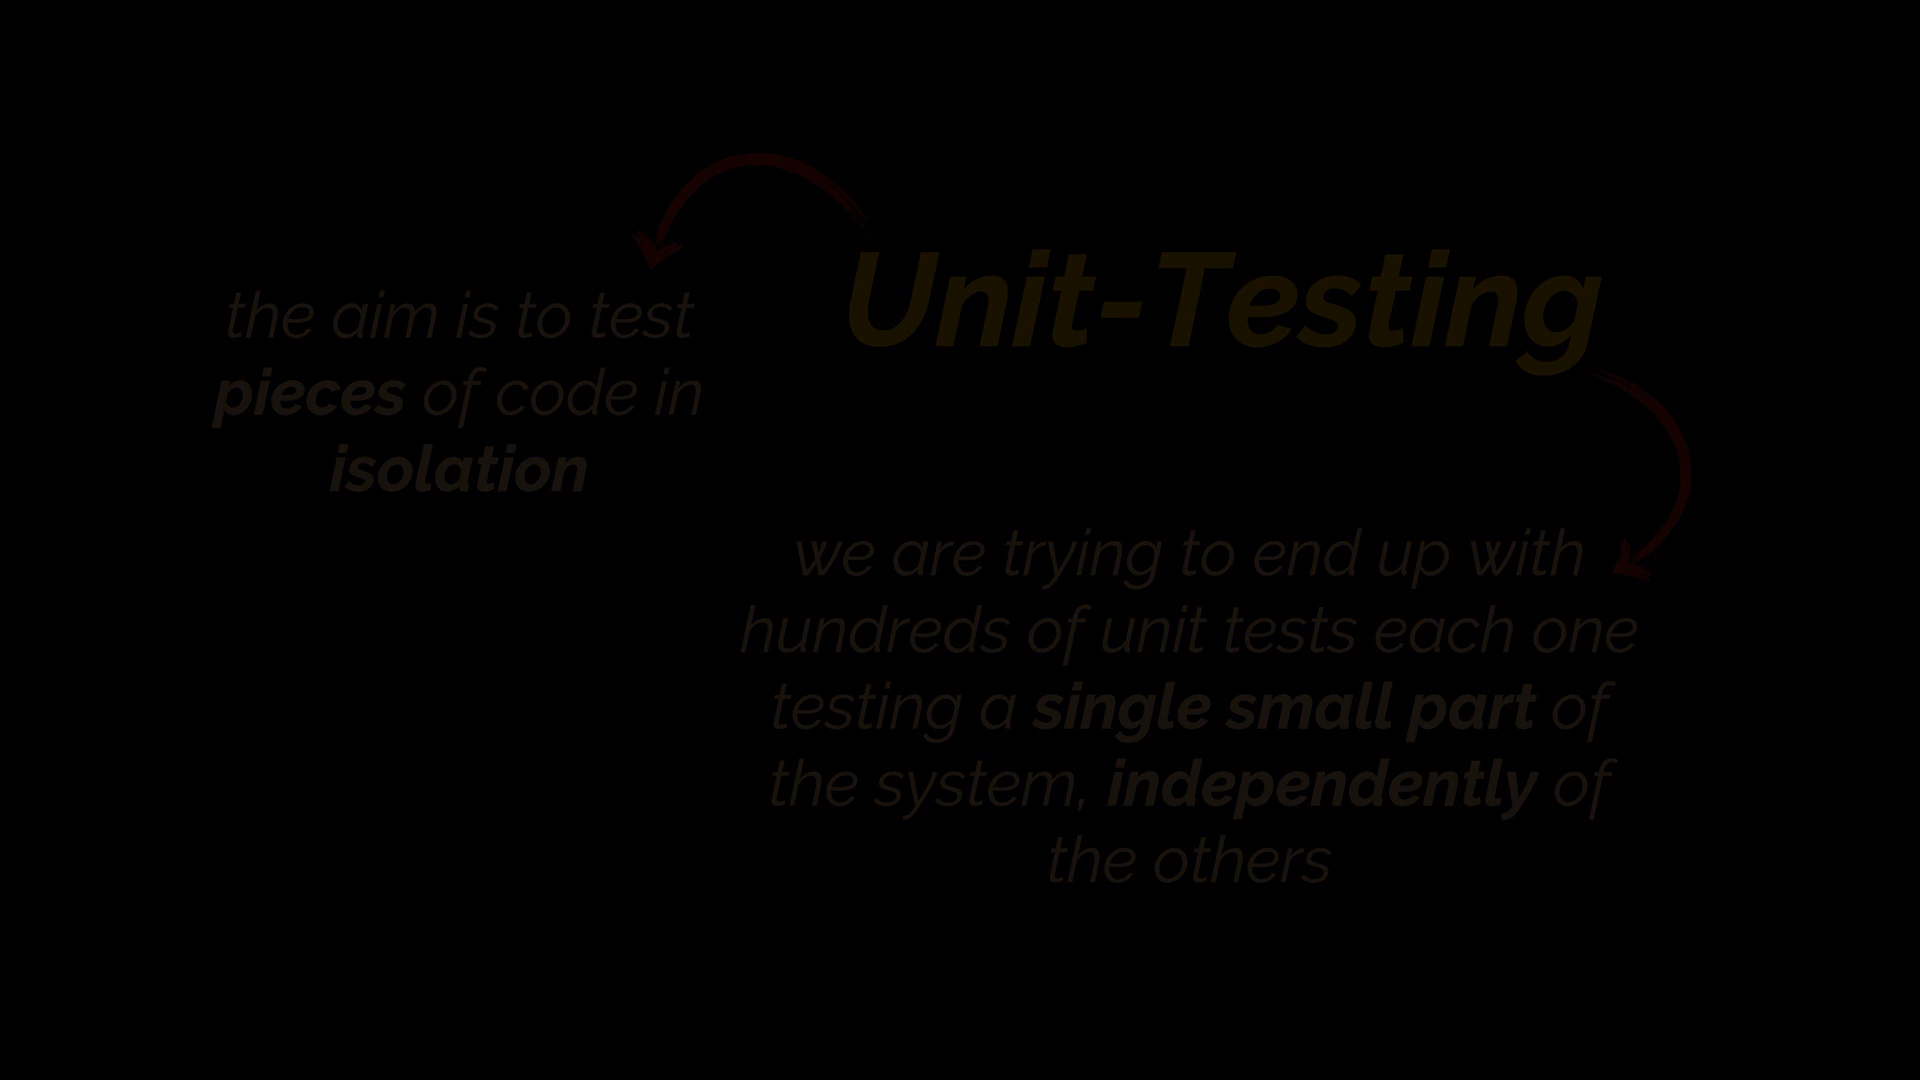 Unit-Testing
the aim is to test
pieces of code in
isolation
we are trying to end up with
hundreds of unit tests each one
testing a single small part of
the system, independently of
the others